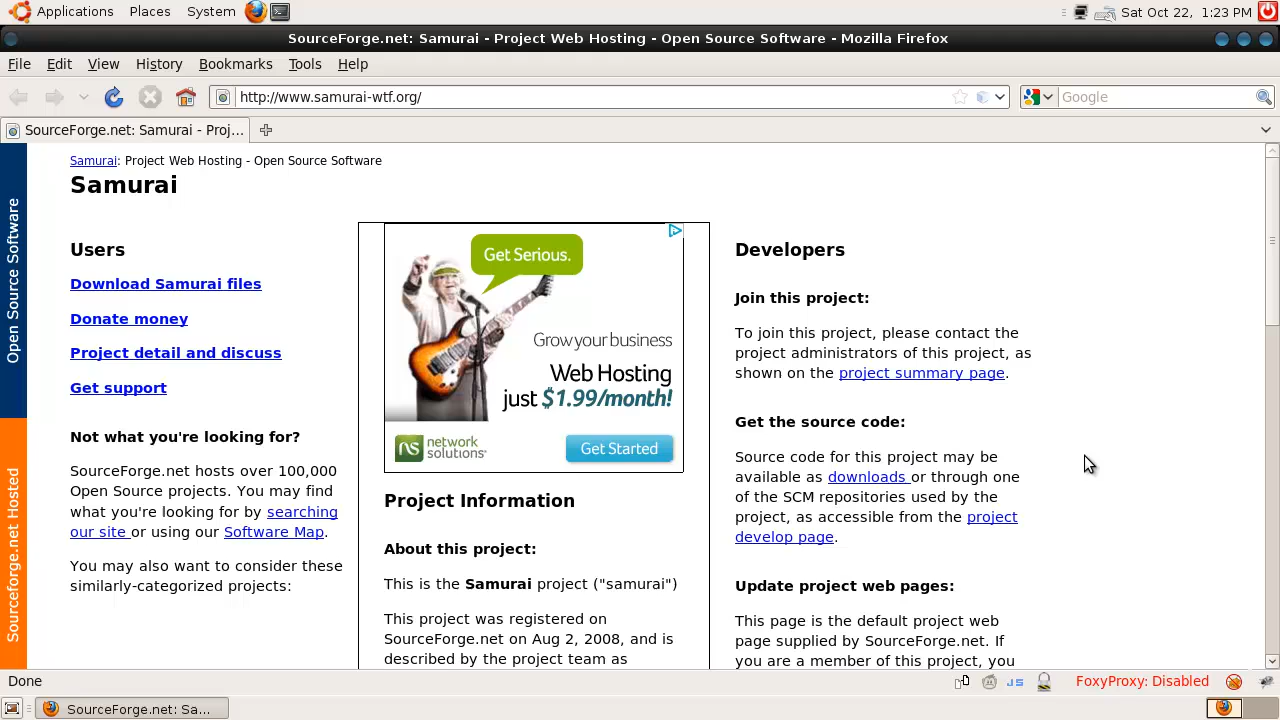 Applications Places System
Sat Oct 22, 1:23 PM
SourceForge.net: Samurai - Project Web Hosting - Open Source Software - Mozilla Firefox
File Edit View History Bookmarks Tools Help
http://www.samurai-wtf.org/
Google
SourceForge.net: Samurai - Proj...
Open Source Software
Sourceforge.net Hosted
Samurai: Project Web Hosting - Open Source Software
Samurai
Users
Download Samurai files
Donate money
Project detail and discuss
Get support
Not what you're looking for?
SourceForge.net hosts over 100,000
Open Source projects. You may find
what you're looking for by searching
our site or using our Software Map.
You may also want to consider these
similarly-categorized projects:
Get Serious.
Grow your business
Web Hosting
just $1.99/month!
ns network
solutions
Get Started
Project Information
About this project:
This is the Samurai project ("samurai")
This project was registered on
SourceForge.net on Aug 2, 2008, and is
described by the project team as
Developers
Join this project:
To join this project, please contact the
project administrators of this project, as
shown on the project summary page.
Get the source code:
Source code for this project may be
available as downloads or through one
of the SCM repositories used by the
project, as accessible from the project
develop page.
Update project web pages:
This page is the default project web
page supplied by SourceForge.net. If
you are a member of this project, you
Done
JS
FoxyProxy: Disabled
SourceForge.net: Sa...